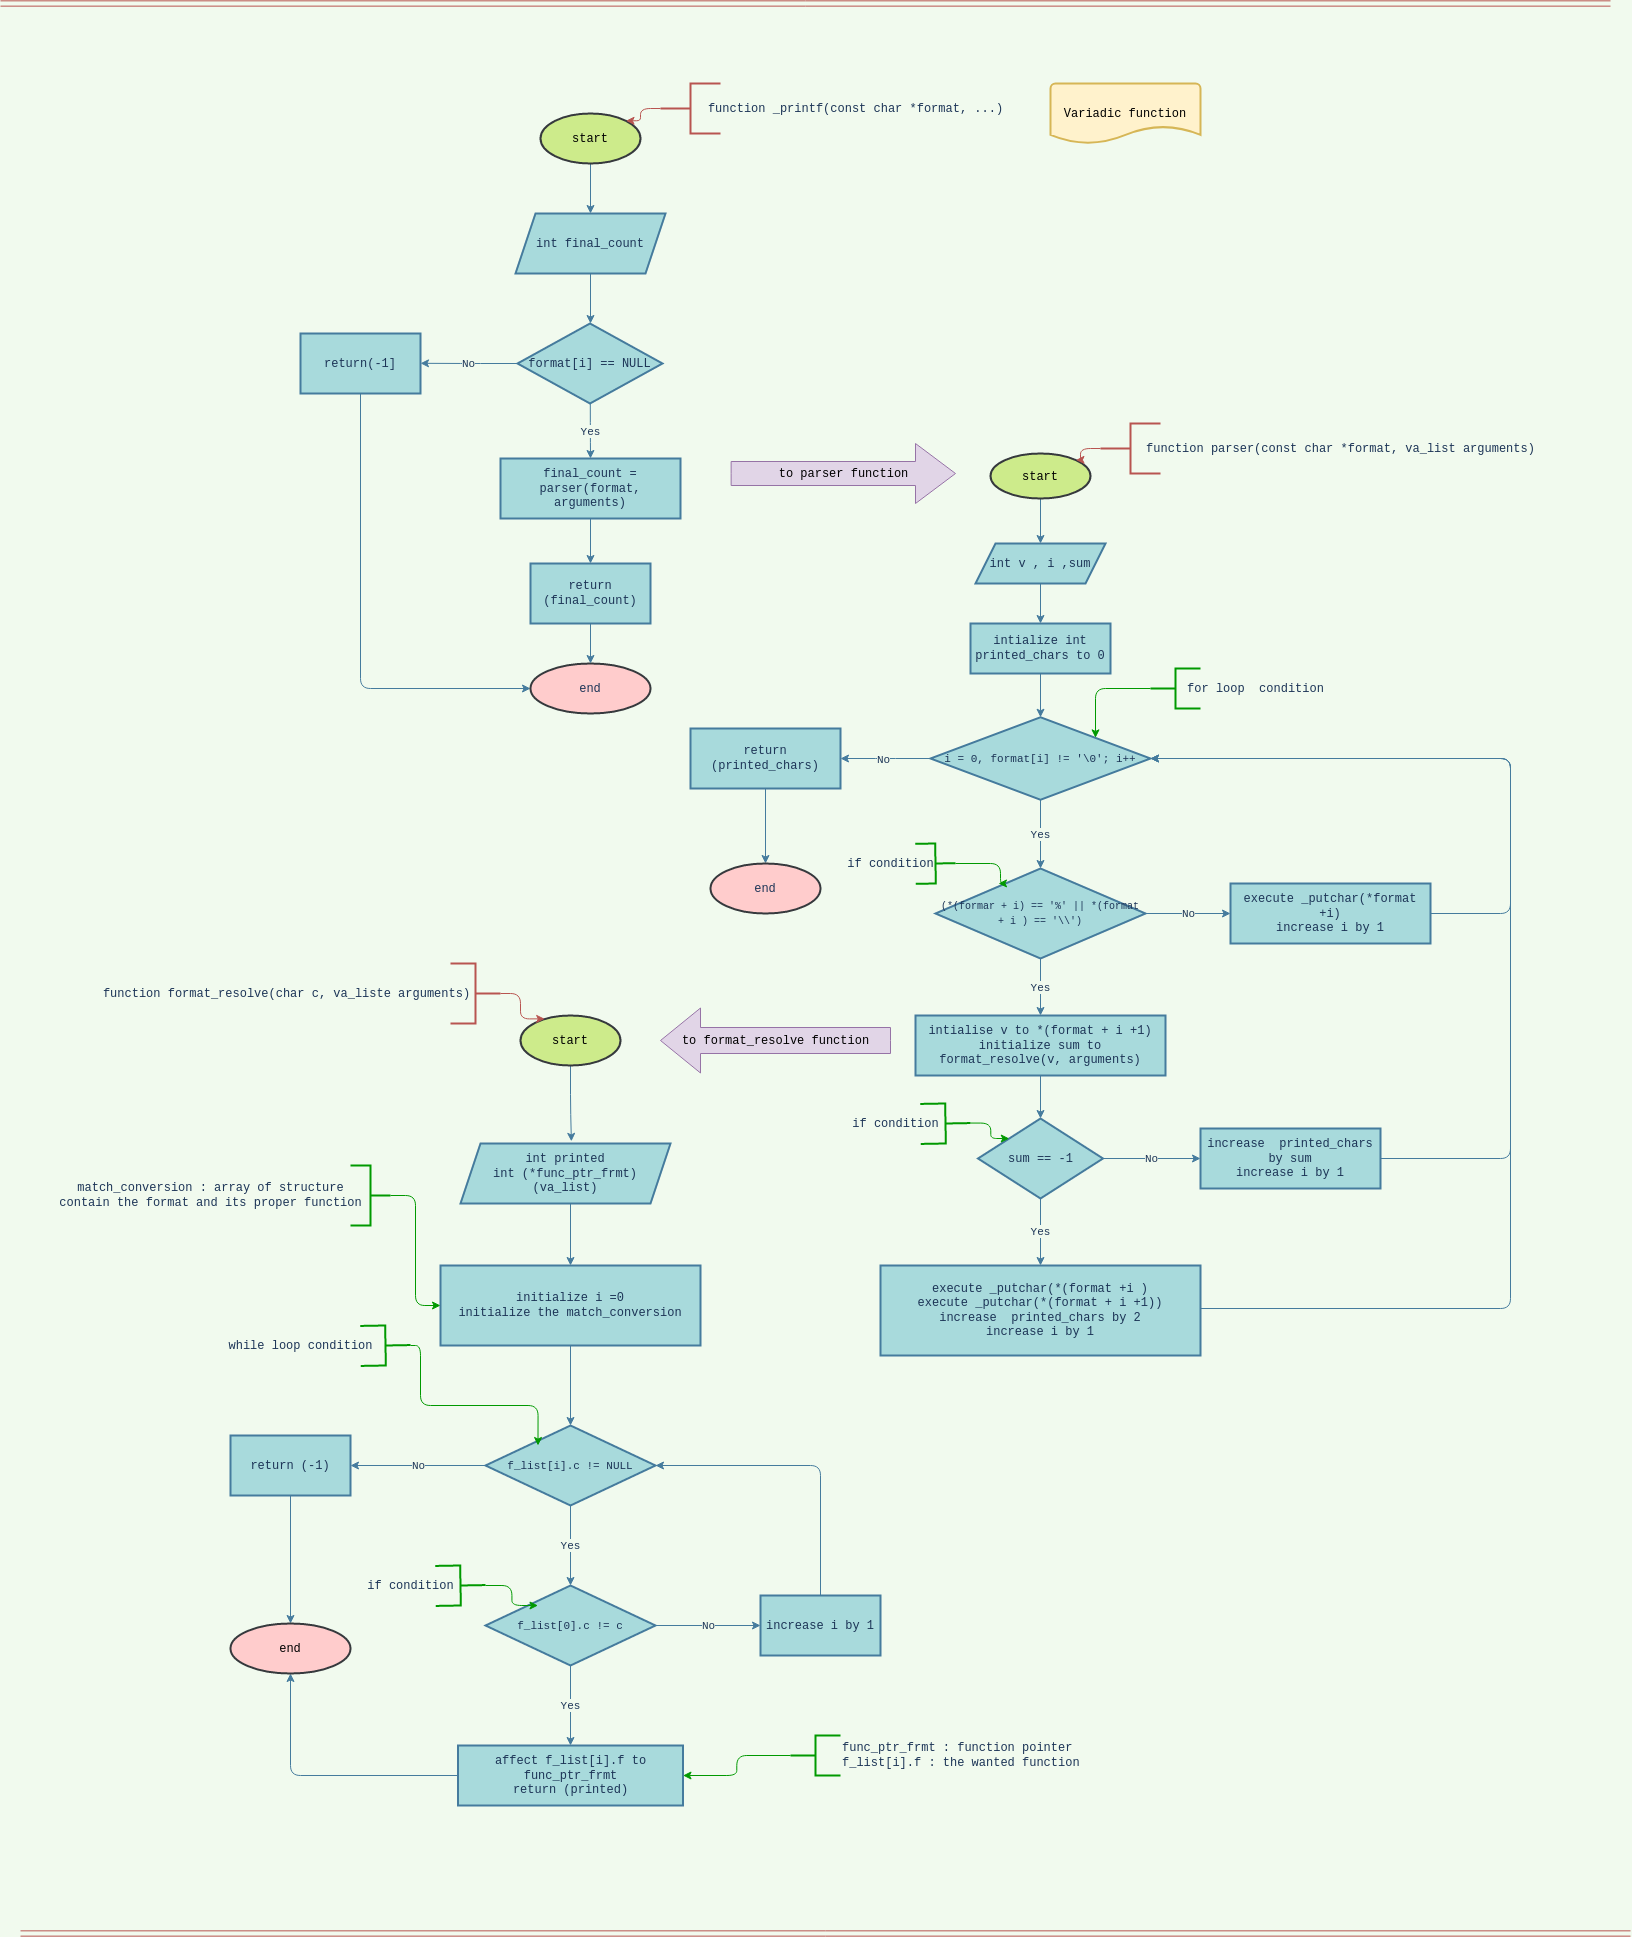 function _printf(const char *format, ...)
Variadic function
start
int final_count
format[i] == NULL
No
return(-1]
Yes
final_count =
parser(format,
arguments)
return
(final_count)
end
to parser function
function parser(const char *format, va_list arguments)
start
int v , i ,sum
intialize int
printed_chars to 0
for loop  condition
i = 0, format[i] != '\0'; i++
No
return
(printed_chars)
end
Yes
if condition
(*(formar + i) == '%' || *(format
+ i ) == '\\')
No
execute _putchar(*format
+i)
increase i by 1
Yes
intialise v to *(format + i +1)
initialize sum to
format_resolve(v, arguments)
to format_resolve function
if condition
sum == -1
No
increase  printed_chars
by sum
increase i by 1
Yes
execute _putchar(*(format +i )
execute _putchar(*(format + i +1))
increase  printed_chars by 2
increase i by 1
function format_resolve(char c, va_liste arguments)
start
int printed
int (*func_ptr_frmt)
(va_list)
match_conversion : array of structure
contain the format and its proper function
initialize i =0
initialize the match_conversion
while loop condition
f_list[i].c != NULL
No
return (-1)
Yes
if condition
f_list[0].c != c
No
increase i by 1
end
Yes
affect f_list[i].f to
func_ptr_frmt
return (printed)
func_ptr_frmt : function pointer
f_list[i].f : the wanted function